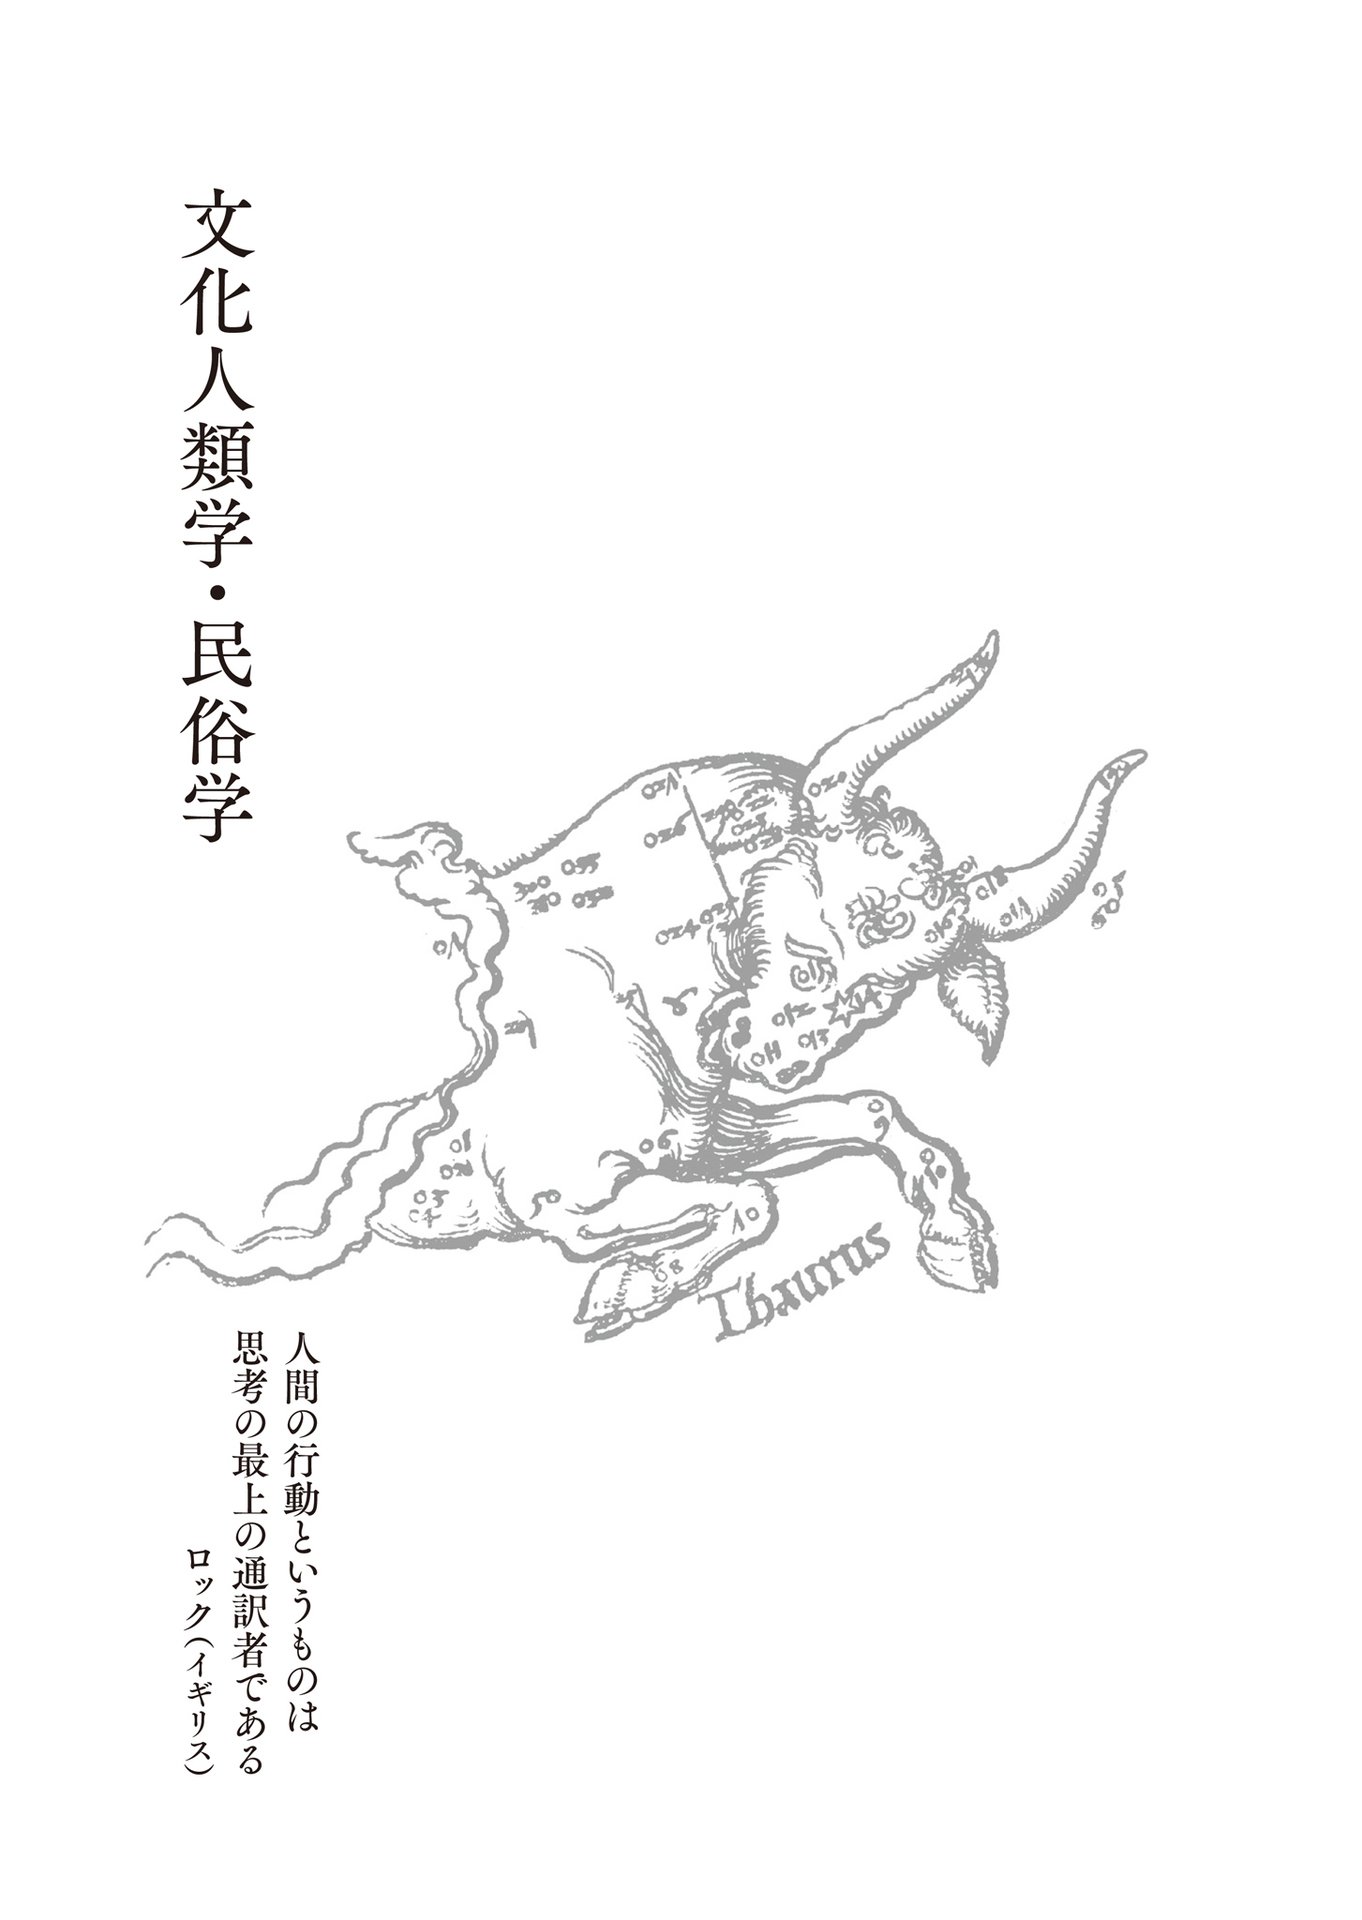 文化人類学・民俗学
Thaurus
人間の行動というものは
思考の最上の通訳者である
ロック（イギリス）